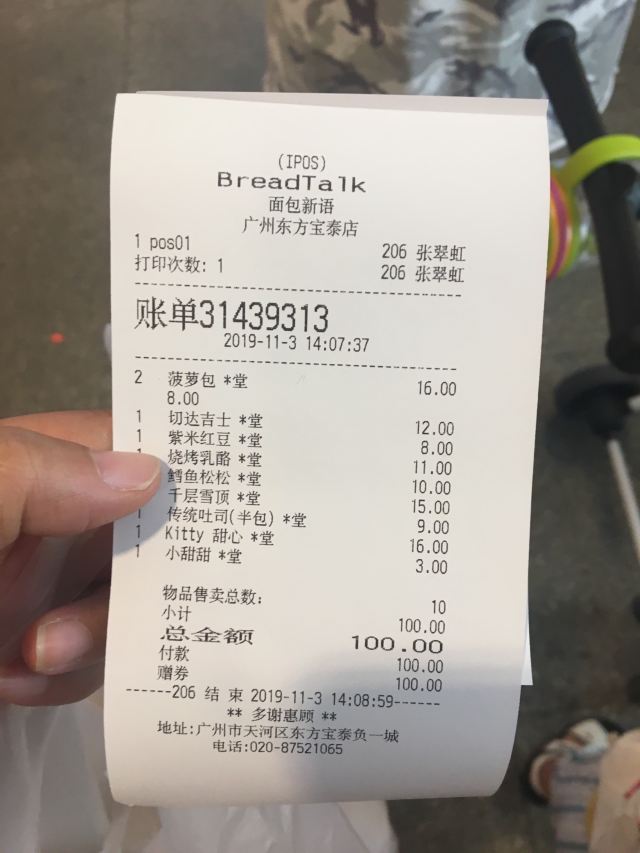 (IPOS)
BreadTalk
面包新语
广州东方宝泰店
1 pos01 206 张翠虹
打印次数: 1 206 张翠虹
账单31439313
2019-11-3 14:07:37
2 菠萝包 *堂 16.00
8.00
1 切达吉士 *堂 12.00
1 紫米红豆 *堂 8.00
1 烧烤乳酪 *堂 11.00
鳕鱼松松 *堂 10.00
千层雪顶 *堂 15.00
1 传统吐司(半包) *堂 9.00
1 Kitty 甜心 *堂 16.00
1 小甜甜 *堂 3.00
物品售卖总数: 10
小计 100.00
总金额 100.00
付款 100.00
赠券 100.00
------206 结 束 2019-11-3 14:08:59------
** 多谢惠顾 **
地址:广州市天河区东方宝泰负一城
电话:020-87521065